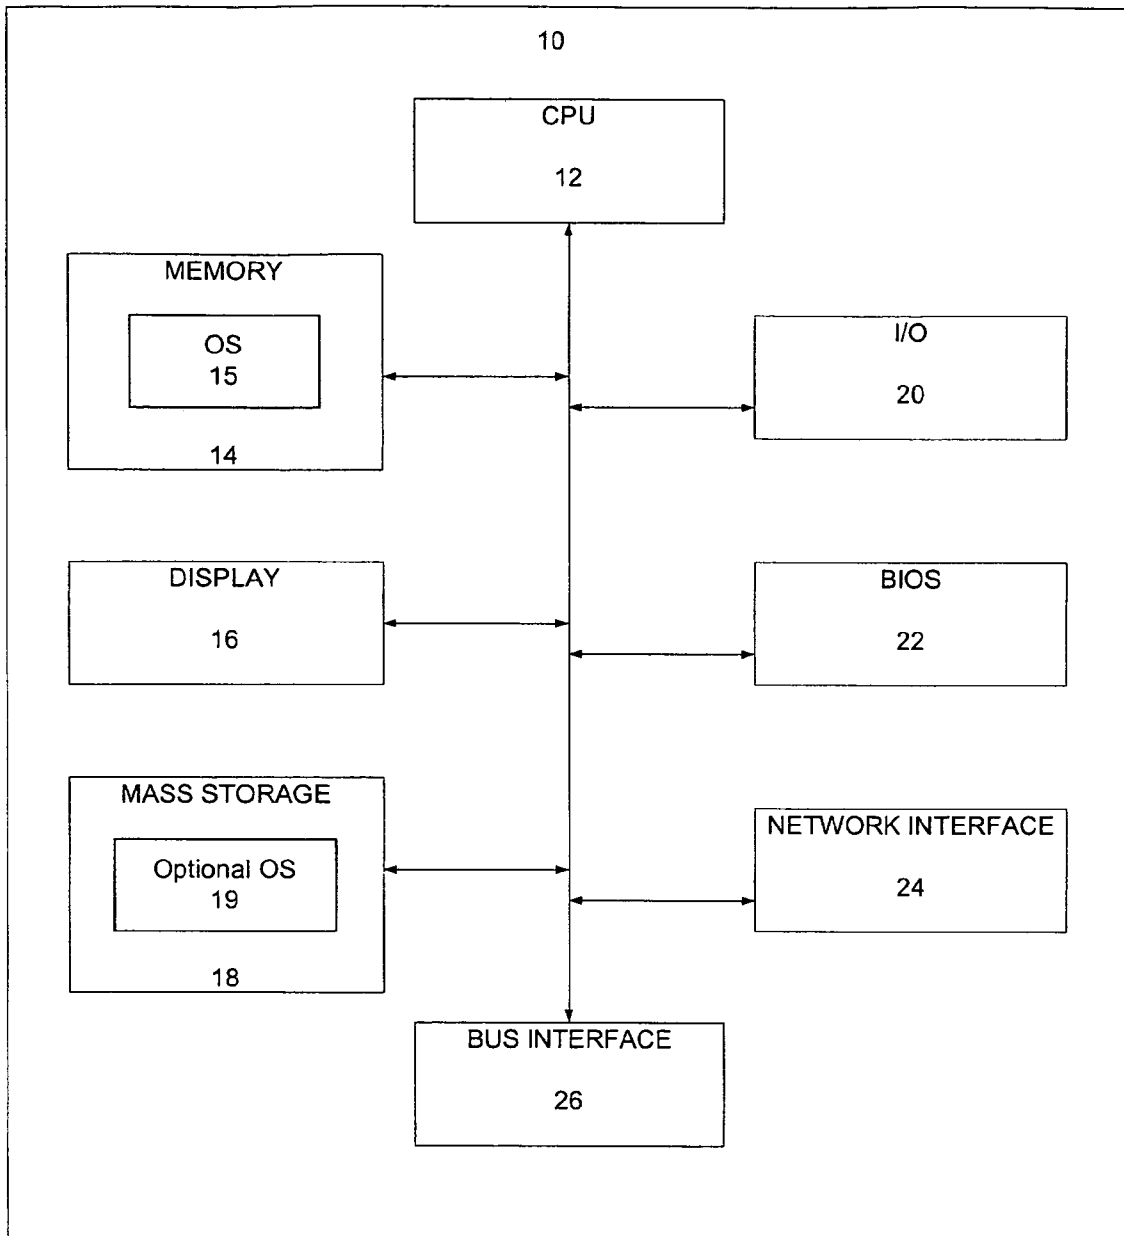 10
CPU
12
MEMORY
OS
15
14
I/O
20
DISPLAY
16
BIOS
22
MASS STORAGE
Optional OS
19
18
NETWORK INTERFACE
24
BUS INTERFACE
26